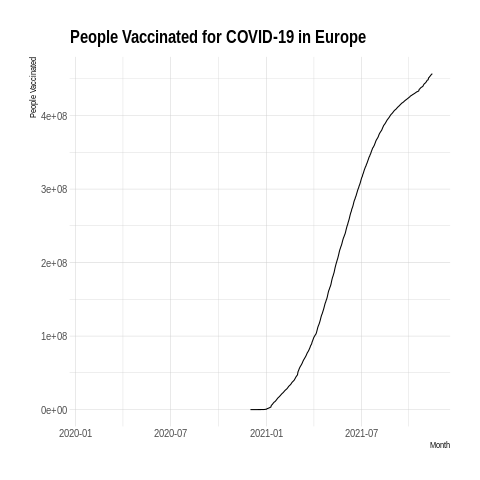 People Vaccinated for COVID-19 in Europe
People Vaccinated
4e+08
3e+08
2e+08
1e+08
0e+00
2020-01 2020-07 2021-01 2021-07
Month